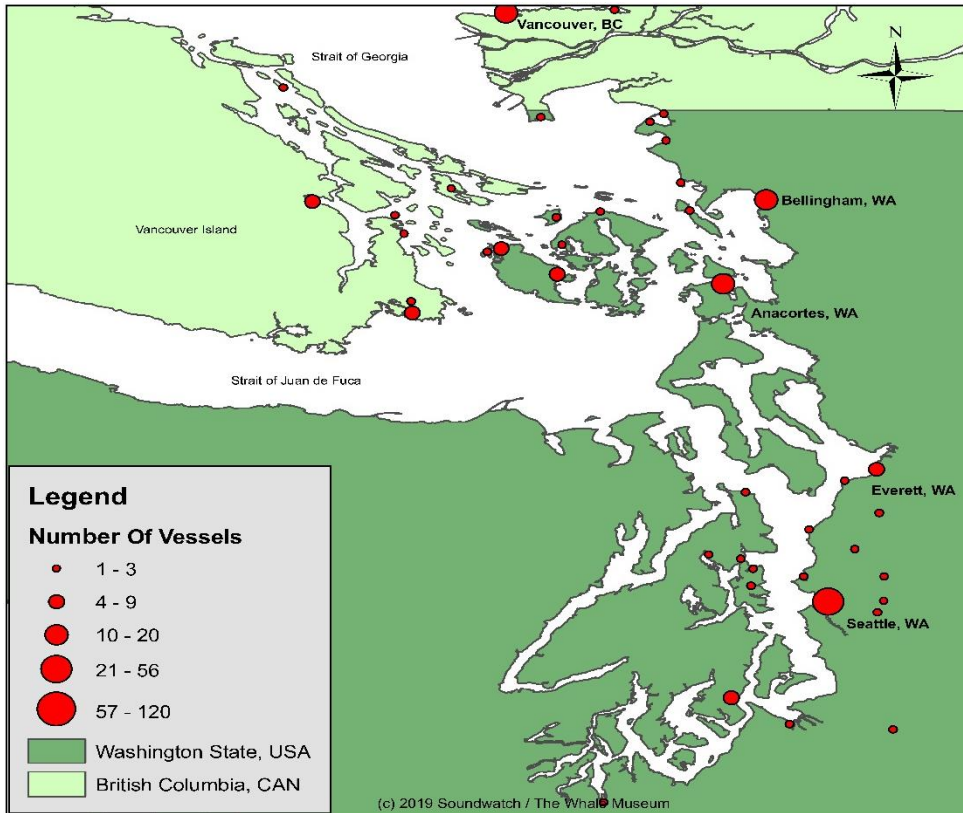 Vancouver, BC
Strait of Georgia
N
Bellingham, WA
Vancouver Island
Anacortes, WA
Strait of Juan de Fuca
Everett, WA
Seattle, WA
Legend
Number Of Vessels
1 - 3
4 - 9
10 - 20
21 - 56
57 - 120
Washington State, USA
British Columbia, CAN
(c) 2019 Soundwatch / The Whale Museum